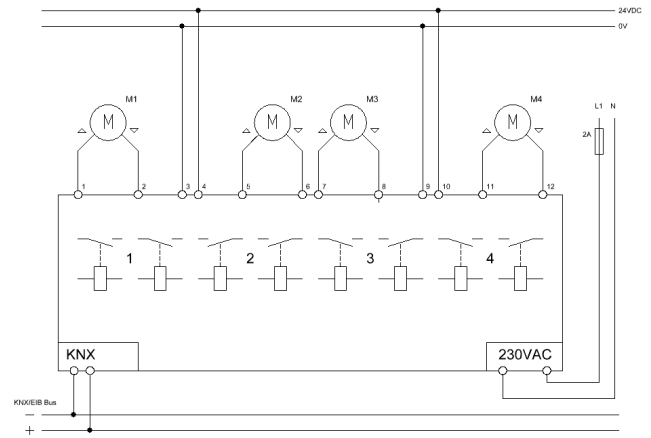 24VDC
0V
M1 M2 M3 M4 L1 N
M M M M 2A
1 2 3 4 5 6 7 8 9 10 11 12
1 2 3 4
KNX 230VAC
KNX/EIB Bus
−
+